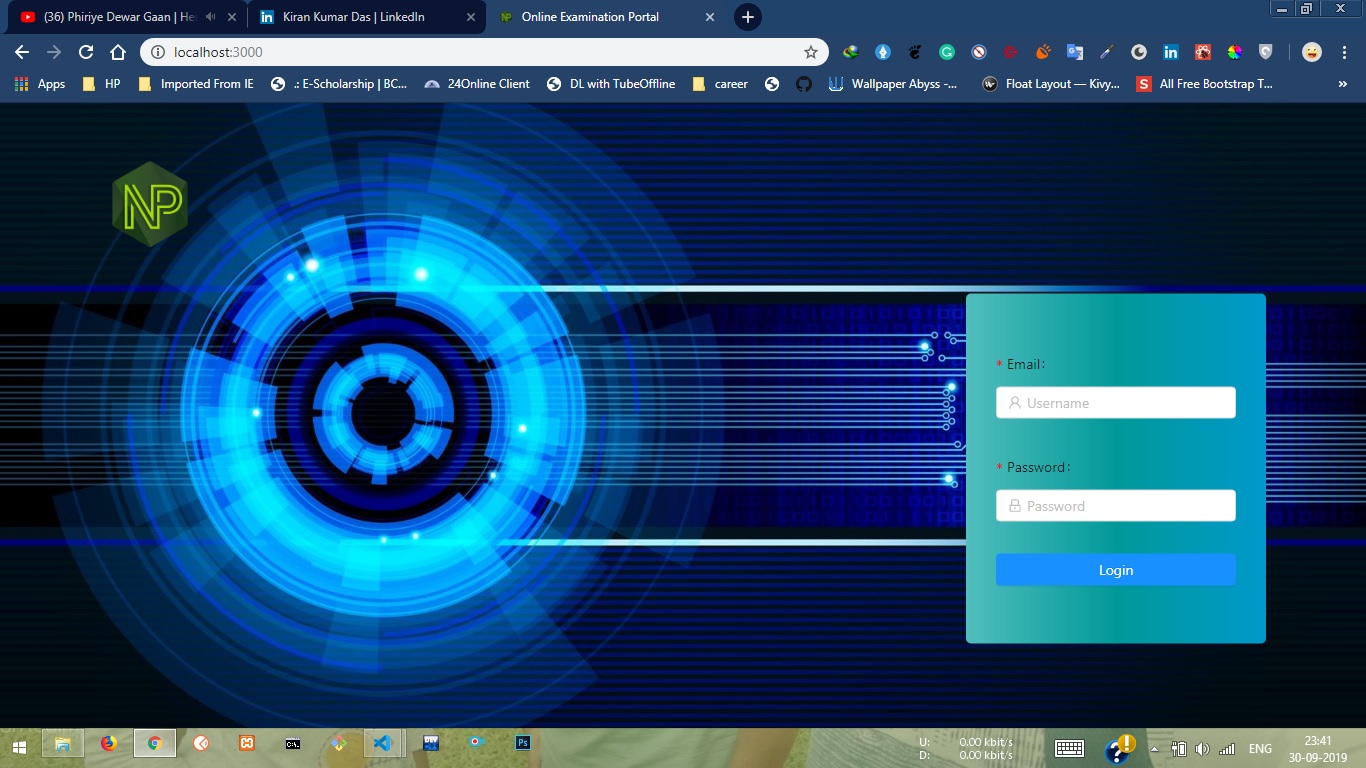 (36) Phiriye Dewar Gaan | He
Kiran Kumar Das | LinkedIn
Online Examination Portal
localhost:3000
Apps
HP
Imported From IE
.: E-Scholarship | BC...
24Online Client
DL with TubeOffline
career
Wallpaper Abyss -...
Float Layout — Kivy...
S
All Free Bootstrap T...
»
NP
* Email:
Username
* Password:
Password
Login
U: 0.00 kbit/s
D: 0.00 kbit/s
ENG
23:41
30-09-2019
Ps